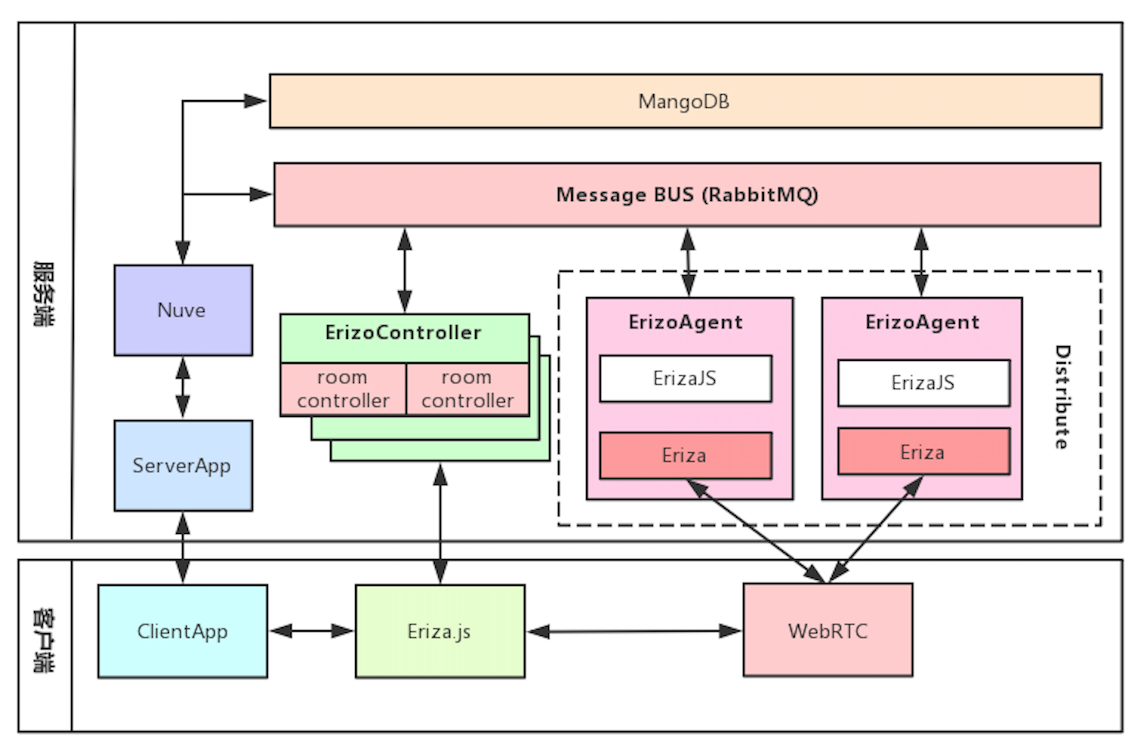 服务端
MangoDB
Message BUS (RabbitMQ)
Nuve
ServerApp
ErizoController
room
controller
room
controller
ErizoAgent
ErizaJS
Eriza
ErizoAgent
ErizaJS
Eriza
Distribute
客户端
ClientApp
Eriza.js
WebRTC